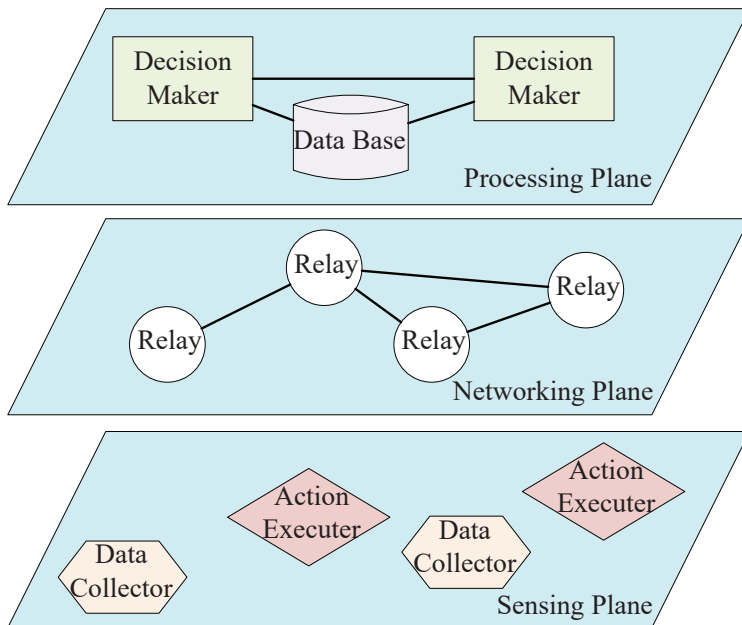 Decision
Maker
Decision
Maker
Data Base
Processing Plane
Relay
Relay
Relay
Relay
Networking Plane
Action
Executer
Action
Executer
Data
Collector
Data
Collector
Sensing Plane